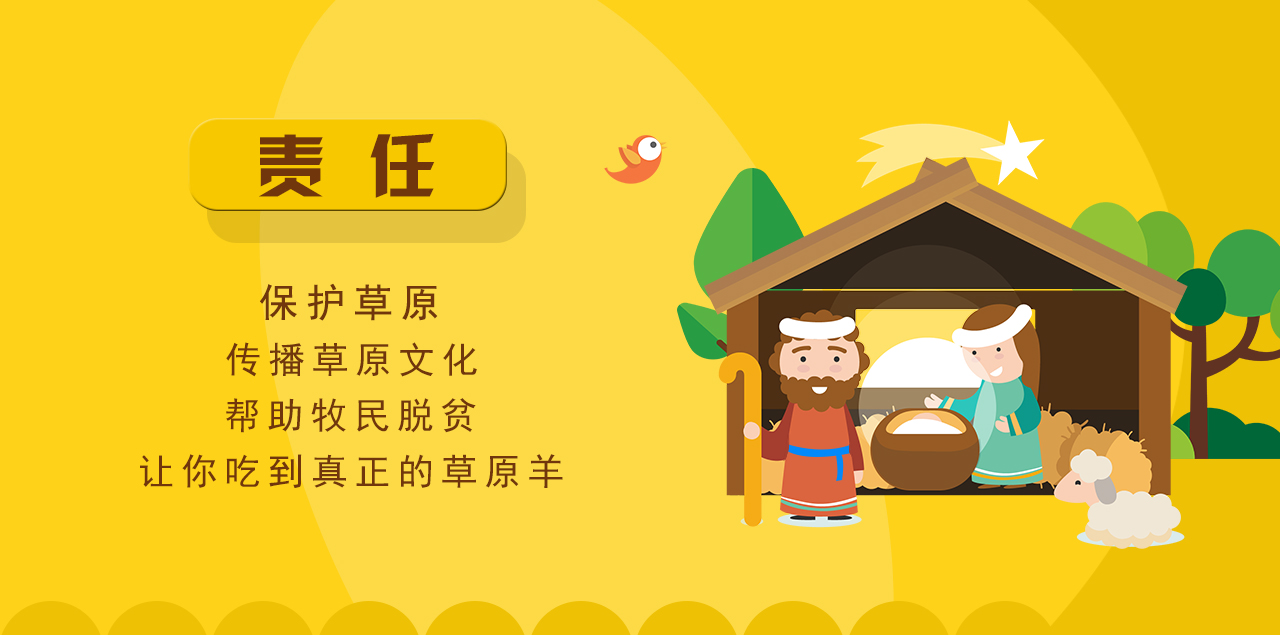 责任
保护草原
传播草原文化
帮助牧民脱贫
让你吃到真正的草原羊